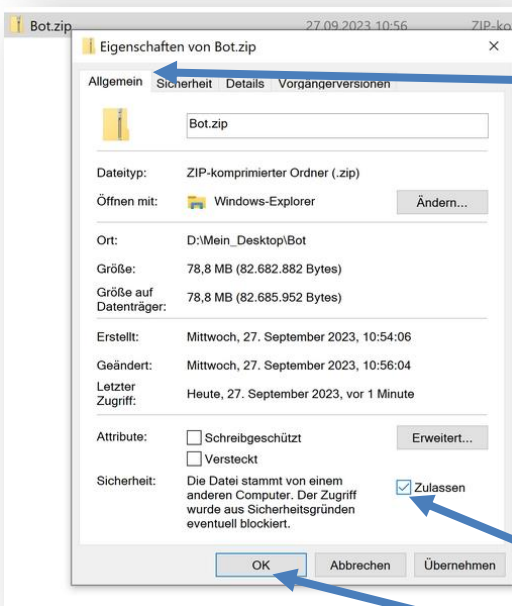 Bot.zip 27.09.2023 10:56 ZIP-ko
Eigenschaften von Bot.zip
Allgemein Sicherheit Details Vorgängerversionen
Bot.zip
Dateityp: ZIP-komprimierter Ordner (.zip)
Öffnen mit: Windows-Explorer Ändern...
Ort: D:\Mein_Desktop\Bot
Größe: 78,8 MB (82.682.882 Bytes)
Größe auf
Datenträger: 78,8 MB (82.685.952 Bytes)
Erstellt: Mittwoch, 27. September 2023, 10:54:06
Geändert: Mittwoch, 27. September 2023, 10:56:04
Letzter
Zugriff: Heute, 27. September 2023, vor 1 Minute
Attribute: Schreibgeschützt Erweitert...
Versteckt
Sicherheit: Die Datei stammt von einem
anderen Computer. Der Zugriff Zulassen
wurde aus Sicherheitsgründen
eventuell blockiert.
OK Abbrechen Übernehmen